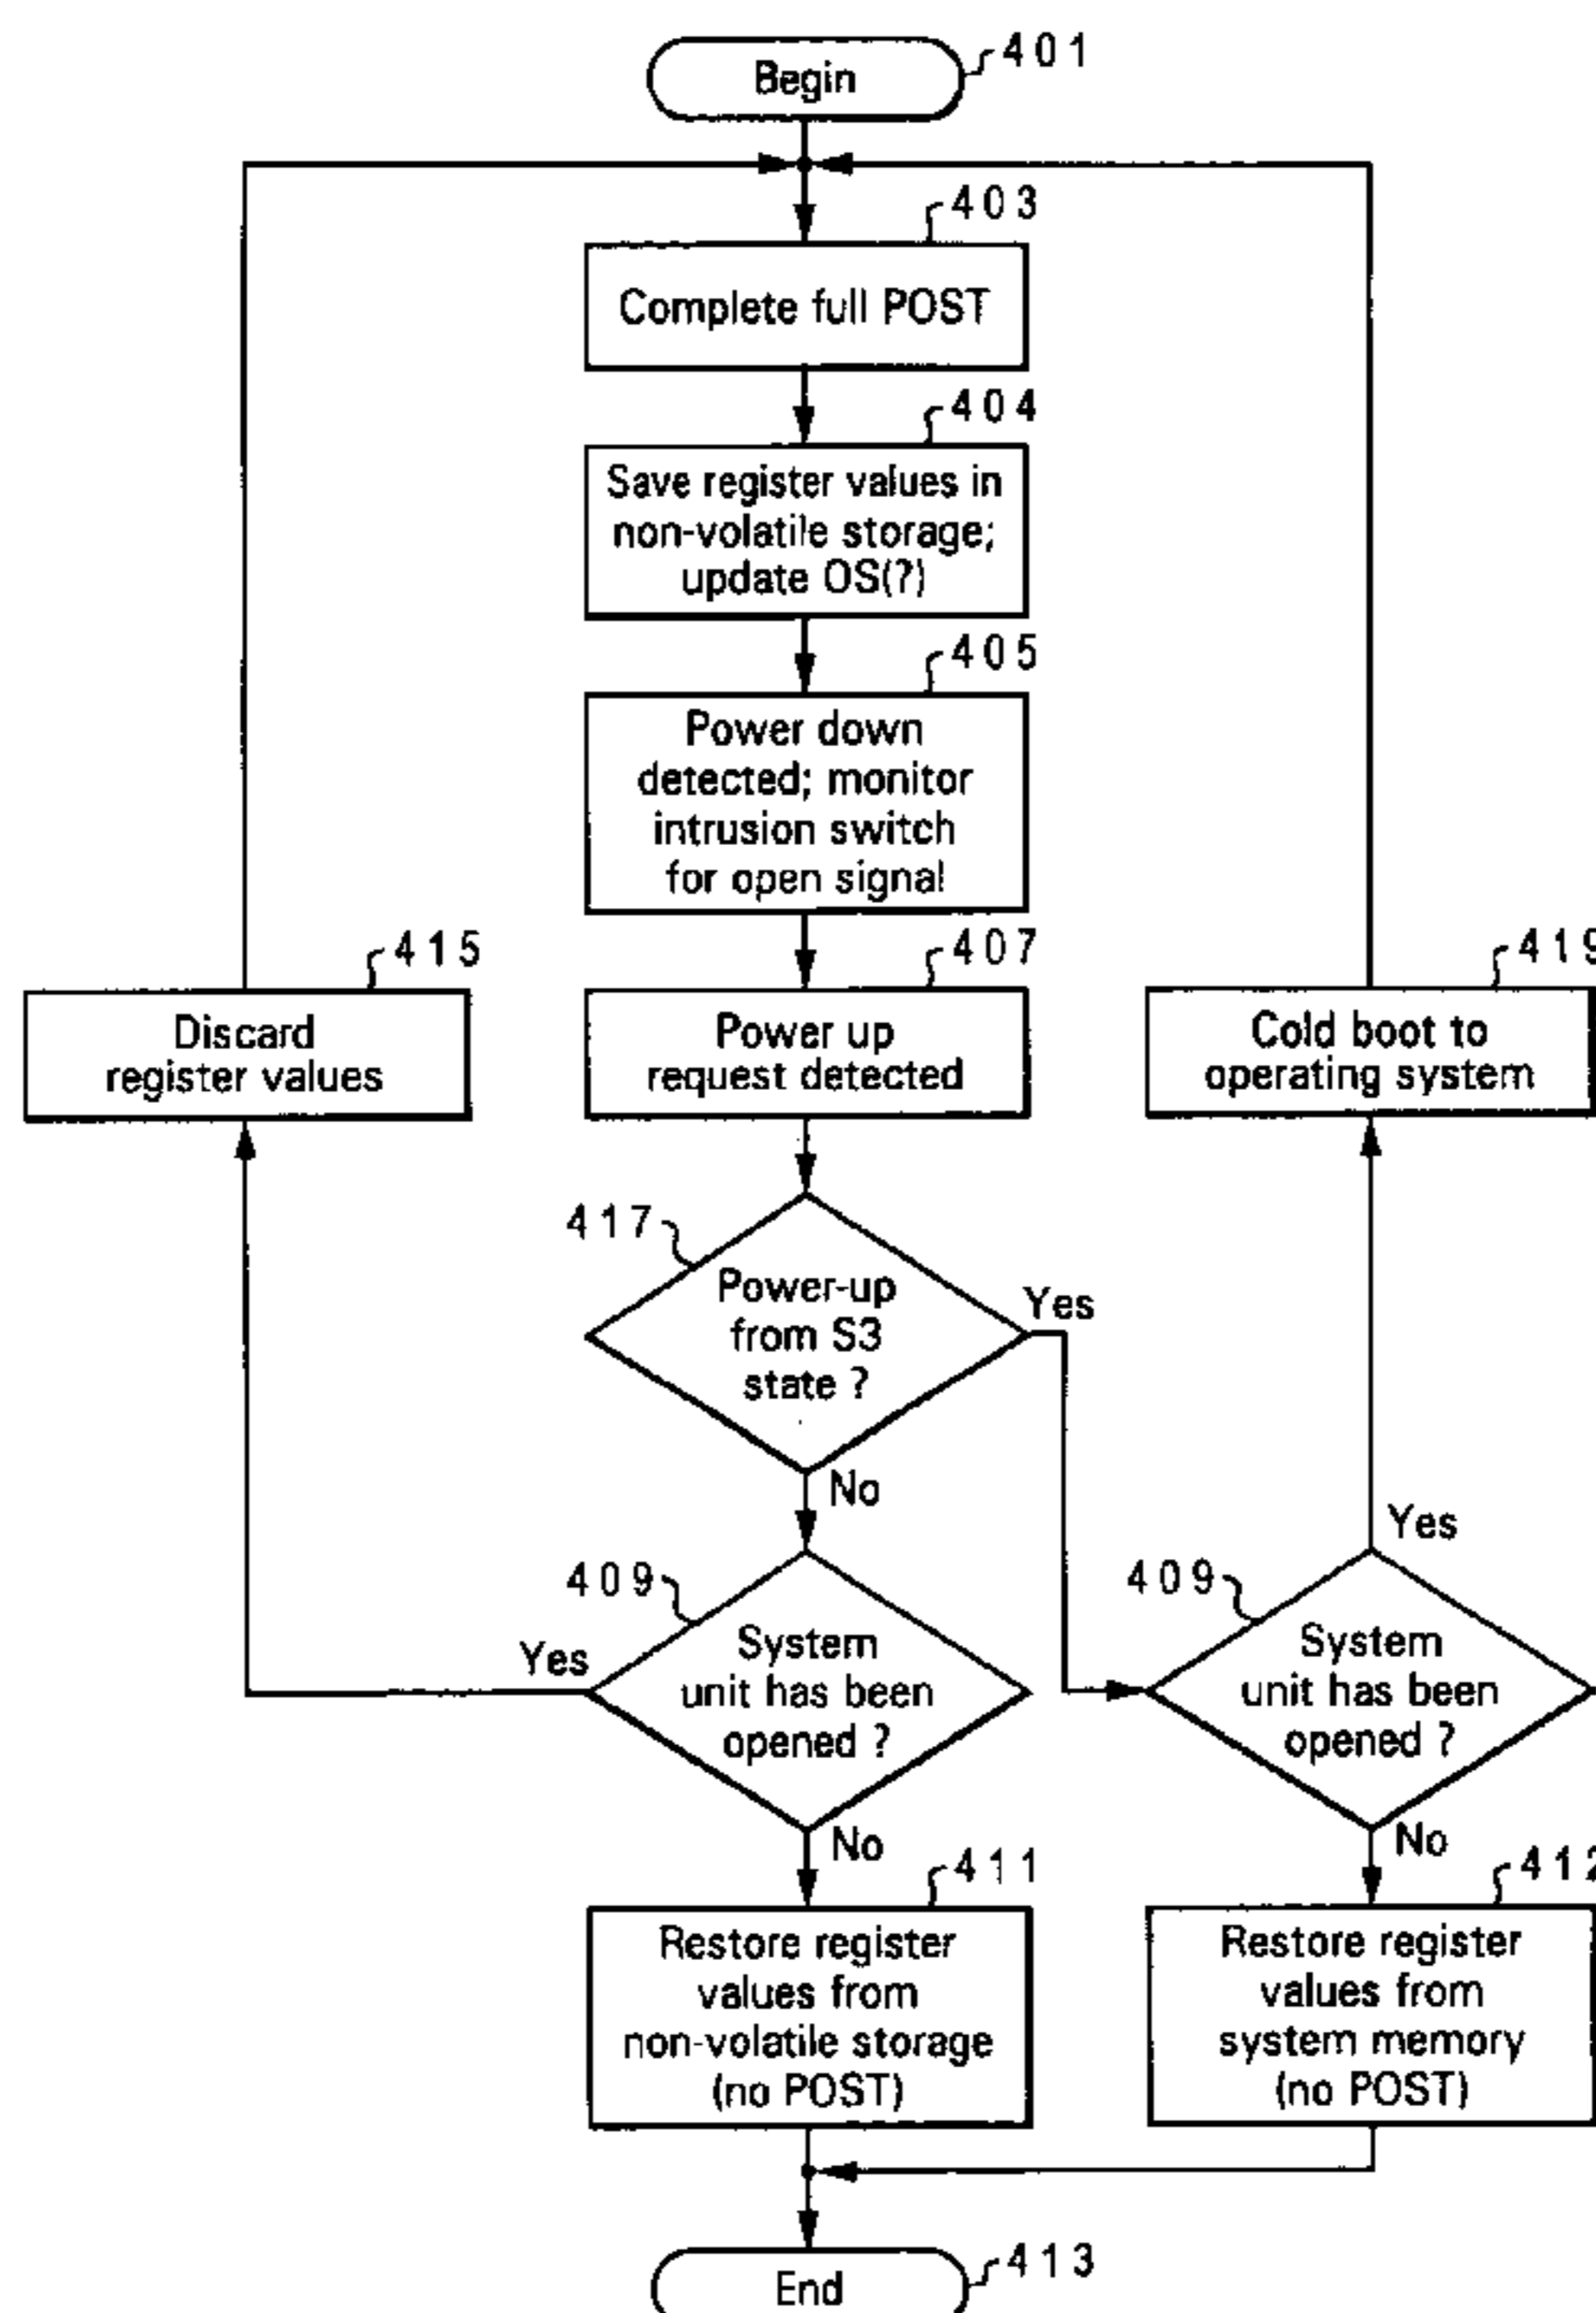 Begin
401
403
Complete full POST
404
Save register values in
non-volatile storage;
update OS(?)
405
Power down
detected; monitor
intrusion switch
for open signal
415
Discard
register values
407
Power up
request detected
419
Cold boot to
operating system
417
Power-up
from S3
state ?
Yes
No
409
System
unit has been
opened ?
Yes
No
409
System
unit has been
opened ?
Yes
No
411
Restore register
values from
non-volatile storage
(no POST)
412
Restore register
values from
system memory
(no POST)
End
413